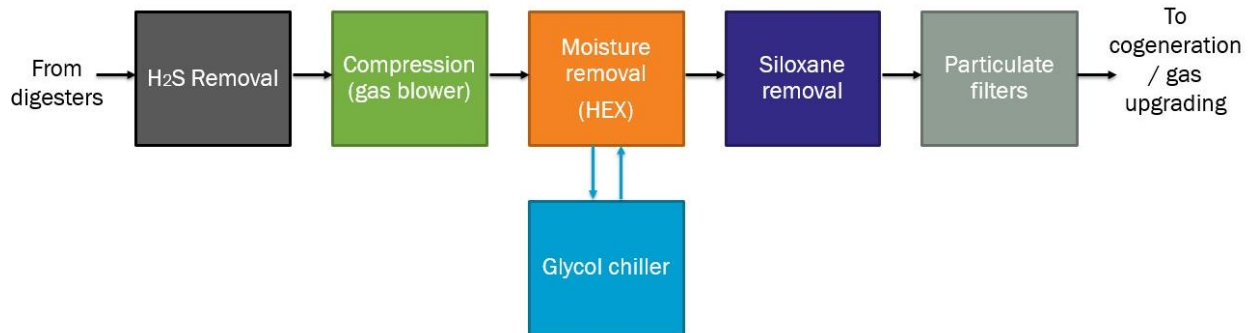 From
digesters
H2S Removal
Compression
(gas blower)
Moisture
removal
(HEX)
Siloxane
removal
Particulate
filters
To
cogeneration
/ gas
upgrading
Glycol chiller